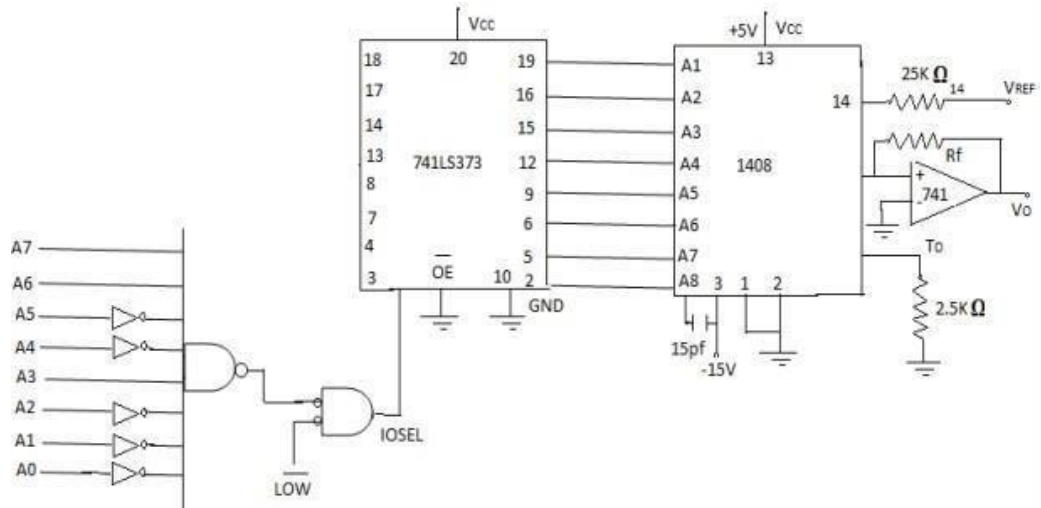 Vcc
+5V Vcc
18 20 19 A1 13
25K Ω 14 VREF
17 16 A2 14
14 15 A3 Rf
13 741LS373 12 A4 1408
8 9 A5 + 741 - Vo
7 6 A6
4 5 A7 To
3 OE 10 2 A8 3 1 2
GND
2.5K Ω
15pf
-15V
A7
A6
A5
A4
A3
A2
A1 IOSEL
A0
LOW